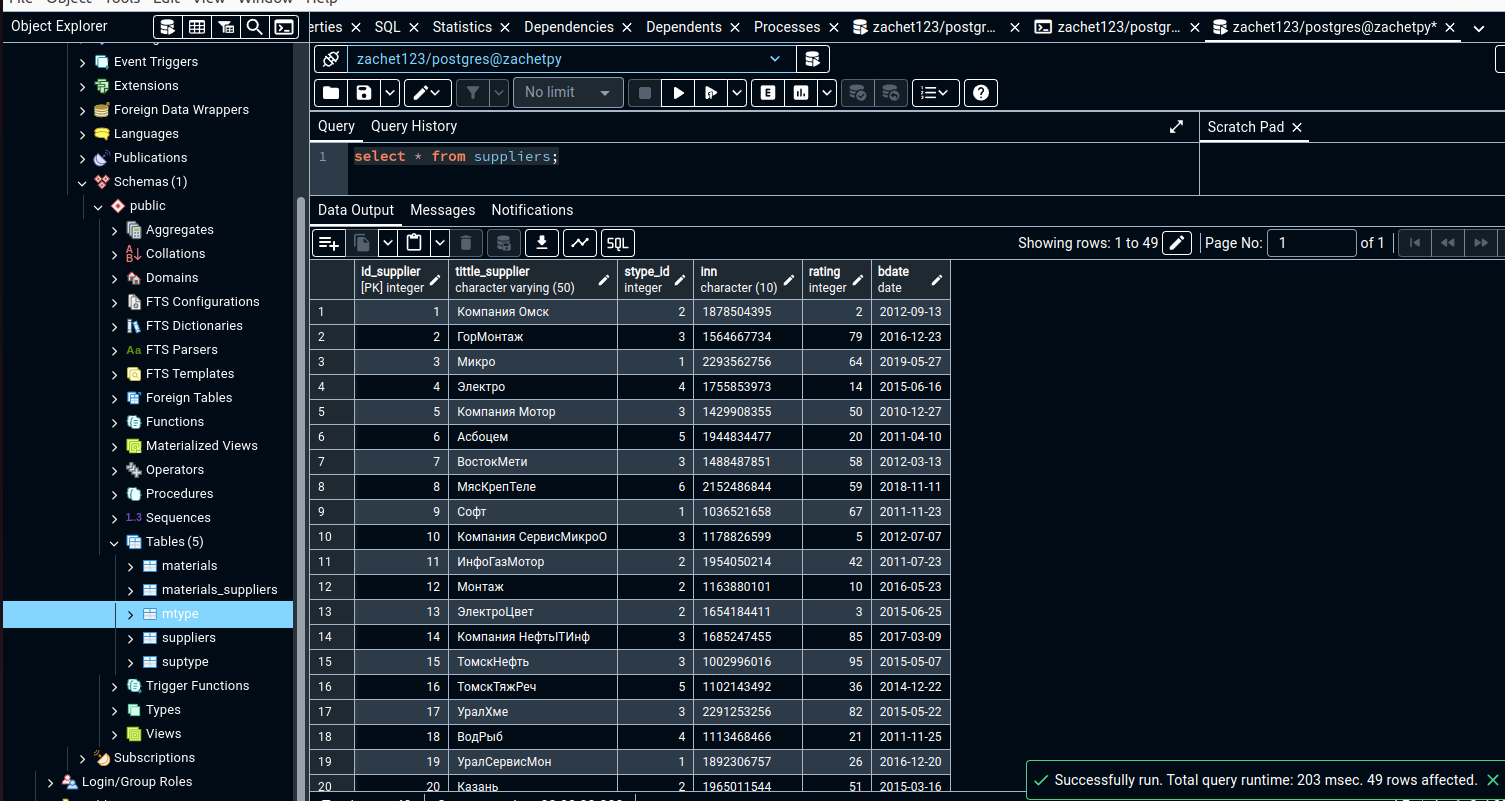 File Object Tools Edit View Window Help
Object Explorer
erties SQL Statistics Dependencies Dependents Processes zachet123/postgr... zachet123/postgr... zachet123/postgres@zachetpy*
zachet123/postgres@zachetpy
No limit
E
Query Query History
Scratch Pad
1 select * from suppliers;
Data Output Messages Notifications
SQL
Showing rows: 1 to 49
Page No: 1 of 1
id_supplier [PK] integer
tittle_supplier character varying (50)
stype_id integer
inn character (10)
rating integer
bdate date
1 1 Компания Омск 2 1878504395 2 2012-09-13
2 2 ГорМонтаж 3 1564667734 79 2016-12-23
3 3 Микро 1 2293562756 64 2019-05-27
4 4 Электро 4 1755853973 14 2015-06-16
5 5 Компания Мотор 3 1429908355 50 2010-12-27
6 6 Асбоцем 5 1944834477 20 2011-04-10
7 7 ВостокМети 3 1488487851 58 2012-03-13
8 8 МясКрепТеле 6 2152486844 59 2018-11-11
9 9 Софт 1 1036521658 67 2011-11-23
10 10 Компания СервисМикроО 3 1178826599 5 2012-07-07
11 11 ИнфоГазМотор 2 1954050214 42 2011-07-23
12 12 Монтаж 2 1163880101 10 2016-05-23
13 13 ЭлектроЦвет 2 1654184411 3 2015-06-25
14 14 Компания НефтьITИнф 3 1685247455 85 2017-03-09
15 15 ТомскНефть 3 1002996016 95 2015-05-07
16 16 ТомскТяжРеч 5 1102143492 36 2014-12-22
17 17 УралХме 3 2291253256 82 2015-05-22
18 18 ВодРыб 4 1113468466 21 2011-11-25
19 19 УралСервисМон 1 1892306757 26 2016-12-20
20 20 Казань 2 1965011544 51 2015-03-16
Event Triggers
Extensions
Foreign Data Wrappers
Languages
Publications
Schemas (1)
public
Aggregates
Collations
Domains
FTS Configurations
FTS Dictionaries
Aa FTS Parsers
FTS Templates
Foreign Tables
Functions
Materialized Views
Operators
Procedures
1..3 Sequences
Tables (5)
materials
materials_suppliers
mtype
suppliers
suptype
Trigger Functions
Types
Views
Subscriptions
Login/Group Roles
Successfully run. Total query runtime: 203 msec. 49 rows affected.